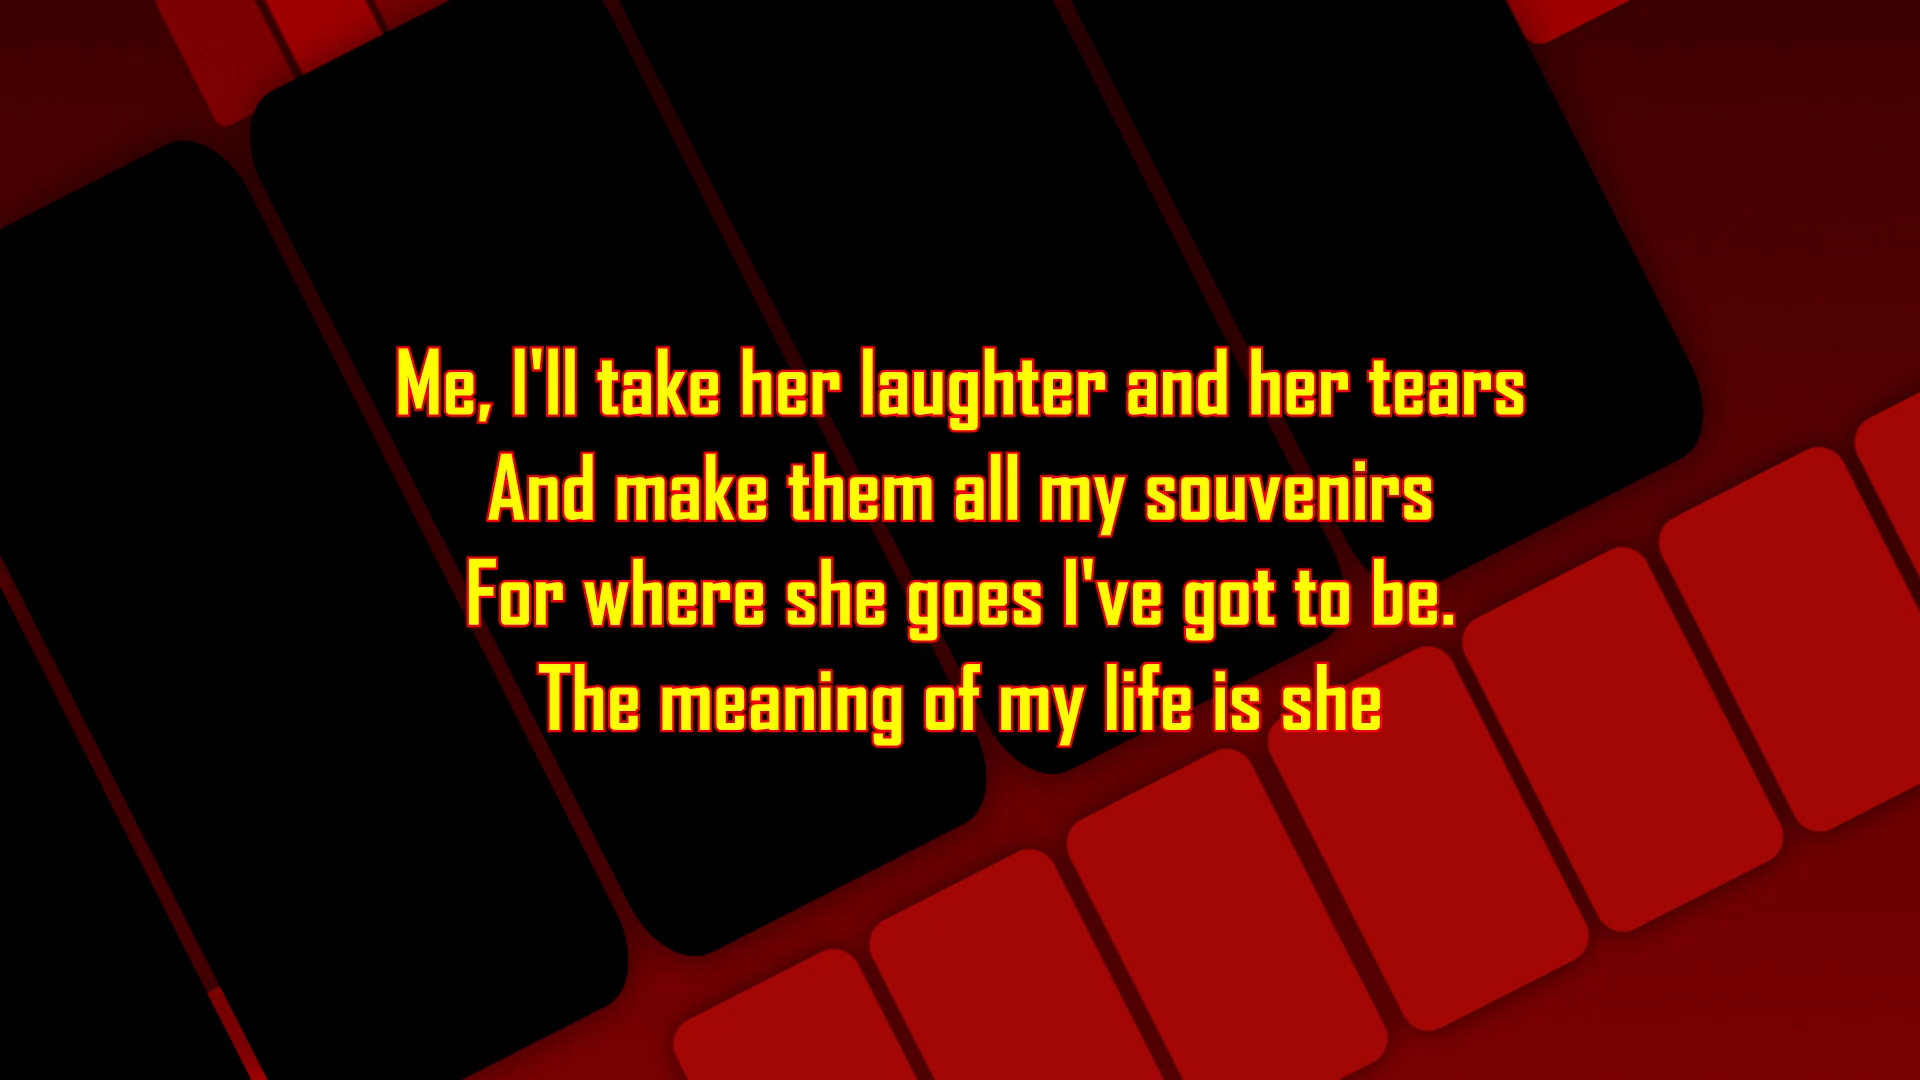 Me, I'll take her laughter and her tears
And make them all my souvenirs
For where she goes I've got to be.
The meaning of my life is she